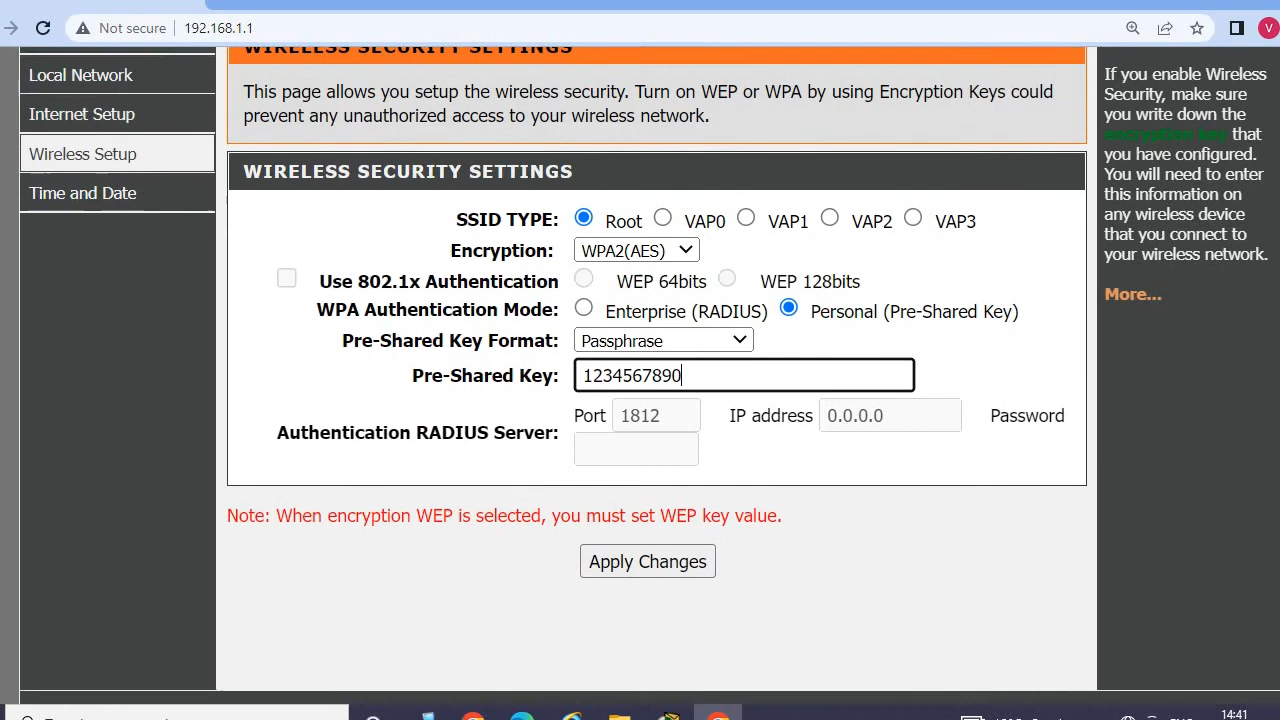 Not secure 192.168.1.1
V
WIRELESS SECURITY SETTINGS
Local Network
Internet Setup
Wireless Setup
Time and Date
This page allows you setup the wireless security. Turn on WEP or WPA by using Encryption Keys could
prevent any unauthorized access to your wireless network.
WIRELESS SECURITY SETTINGS
SSID TYPE: Root VAP0 VAP1 VAP2 VAP3
Encryption: WPA2(AES)
Use 802.1x Authentication WEP 64bits WEP 128bits
WPA Authentication Mode: Enterprise (RADIUS) Personal (Pre-Shared Key)
Pre-Shared Key Format: Passphrase
Pre-Shared Key: 1234567890
Port 1812 IP address 0.0.0.0 Password
Authentication RADIUS Server:
Note: When encryption WEP is selected, you must set WEP key value.
Apply Changes
If you enable Wireless
Security, make sure
you write down the
encryption key that
you have configured.
You will need to enter
this information on
any wireless device
that you connect to
your wireless network.
More...
14:41